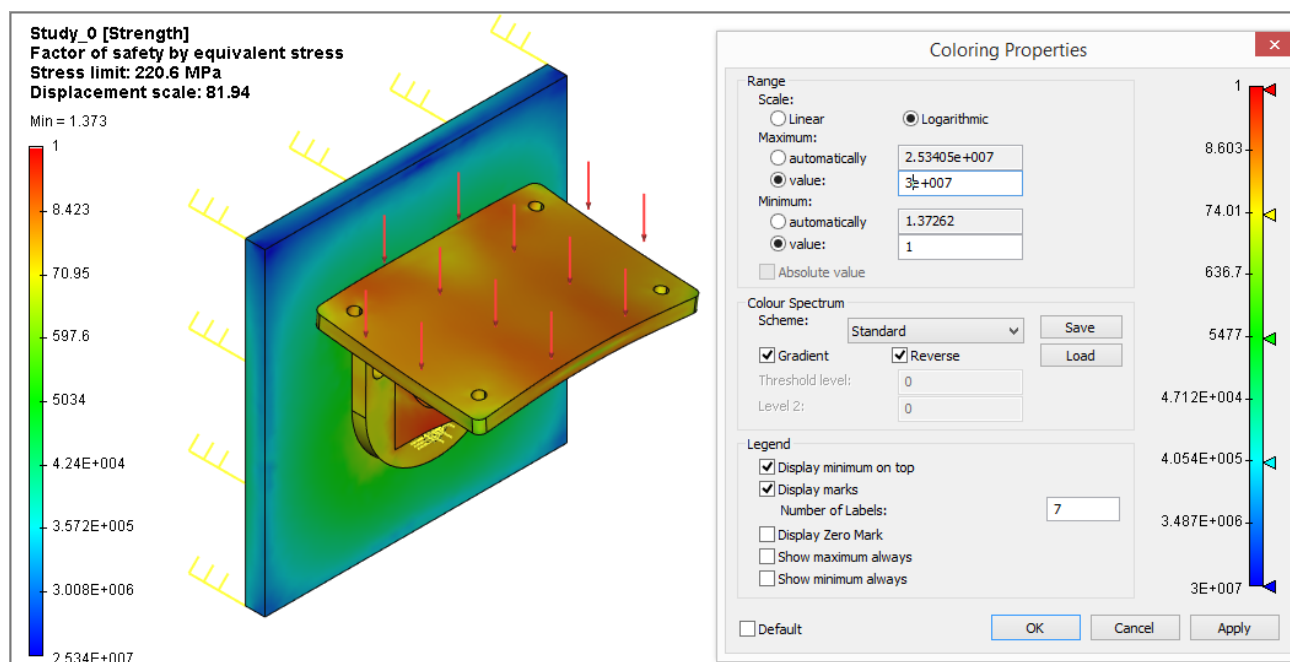 Study_0 [Strength]
Factor of safety by equivalent stress
Stress limit: 220.6 MPa
Displacement scale: 81.94
Min = 1.373
1
8.423
70.95
597.6
5034
4.24E+004
3.572E+005
3.008E+006
2.534E+007
Coloring Properties
Range
Scale:
Linear
Logarithmic
Maximum:
automatically
2.53405e+007
value:
3e+007
Minimum:
automatically
1.37262
value:
1
Absolute value
Colour Spectrum
Scheme:
Standard
Save
Gradient
Reverse
Load
Threshold level:
0
Level 2:
0
Legend
Display minimum on top
Display marks
Number of Labels:
7
Display Zero Mark
Show maximum always
Show minimum always
1
8.603
74.01
636.7
5477
4.712E+004
4.054E+005
3.487E+006
3E+007
Default
OK
Cancel
Apply